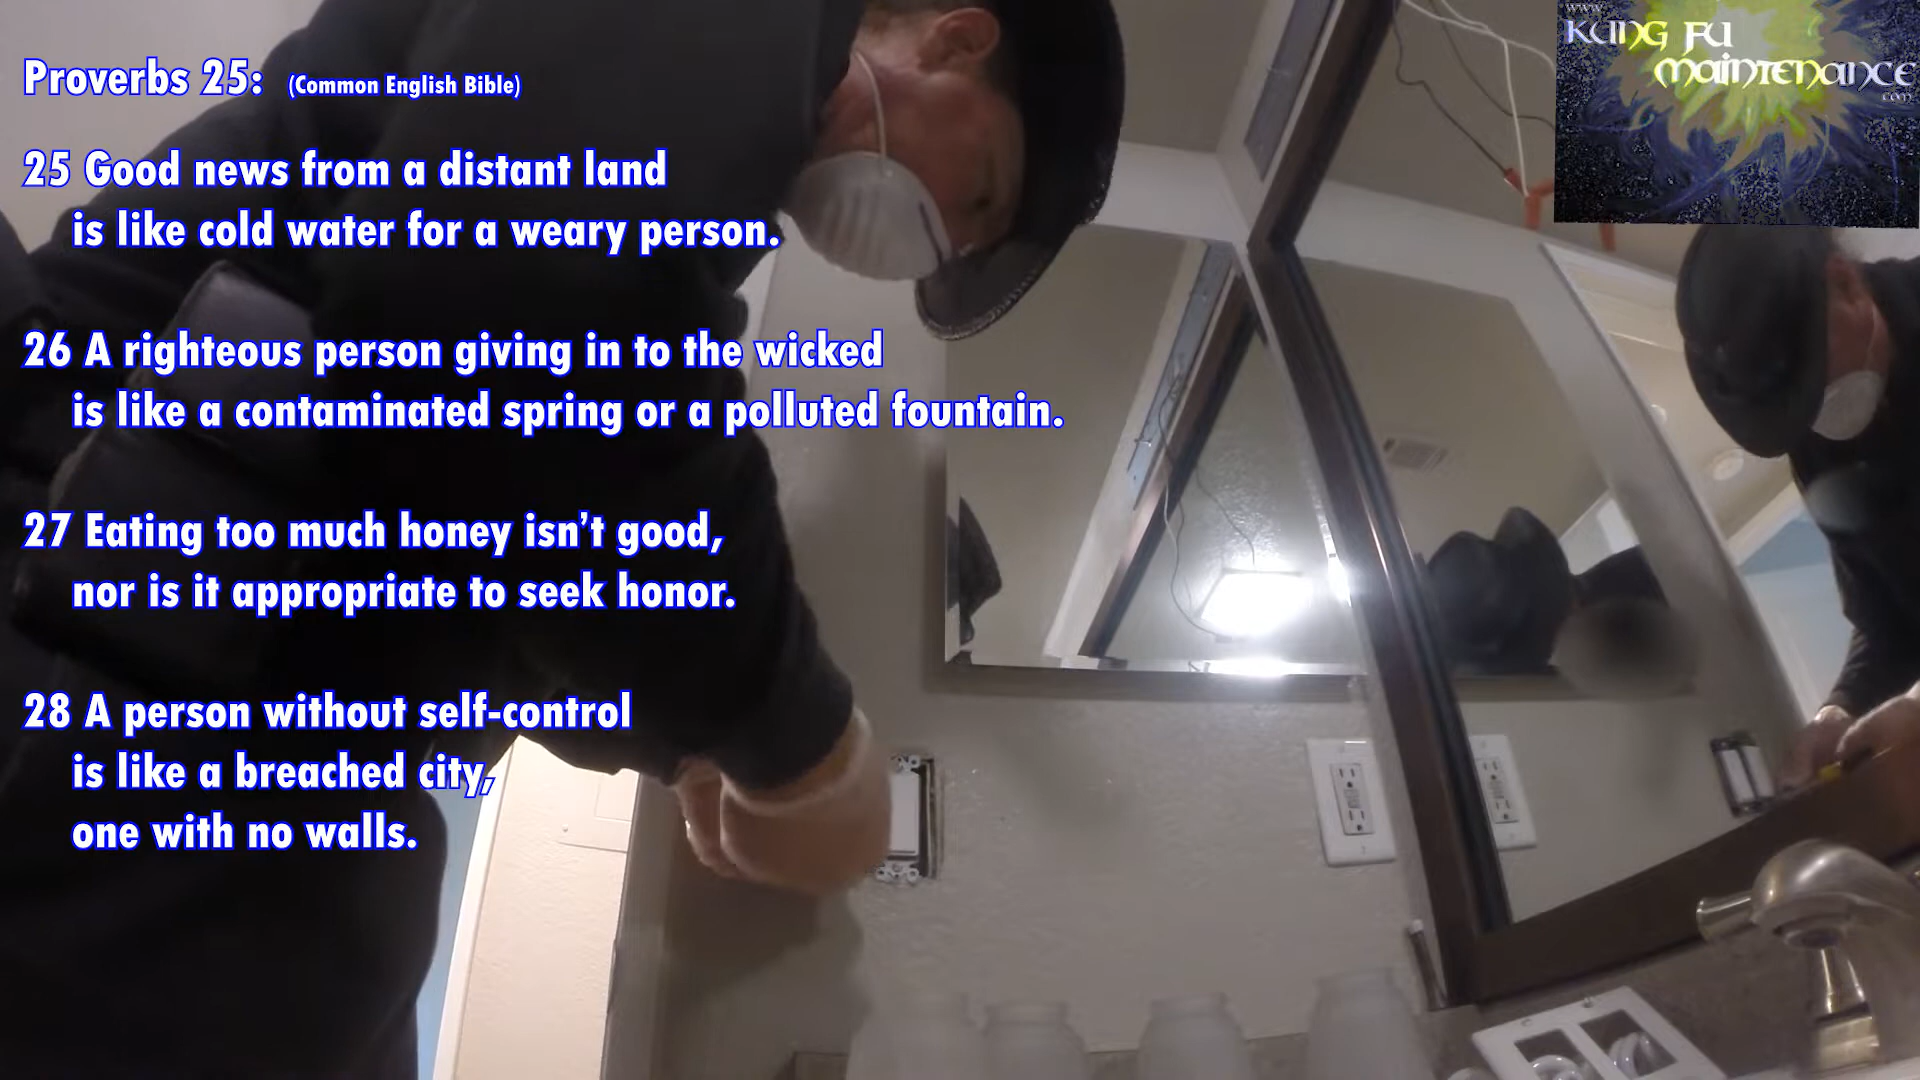 Proverbs 25: (Common English Bible)
25 Good news from a distant land
is like cold water for a weary person.
26 A righteous person giving in to the wicked
is like a contaminated spring or a polluted fountain.
27 Eating too much honey isn’t good,
nor is it appropriate to seek honor.
28 A person without self-control
is like a breached city,
one with no walls.
www.
Kung Fu
maintenance
.com